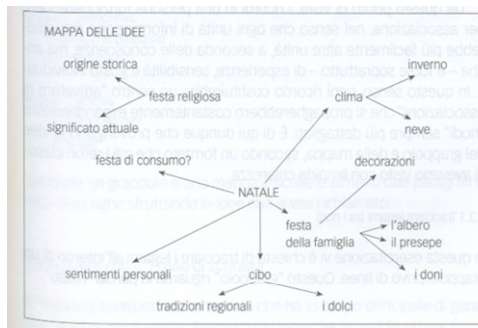 MAPPA DELLE IDEE
origine storica
inverno
festa religiosa
clima
significato attuale
neve
festa di consumo?
decorazioni
NATALE
festa
della famiglia
l'albero
il presepe
i doni
sentimenti personali
cibo
tradizioni regionali
i dolci